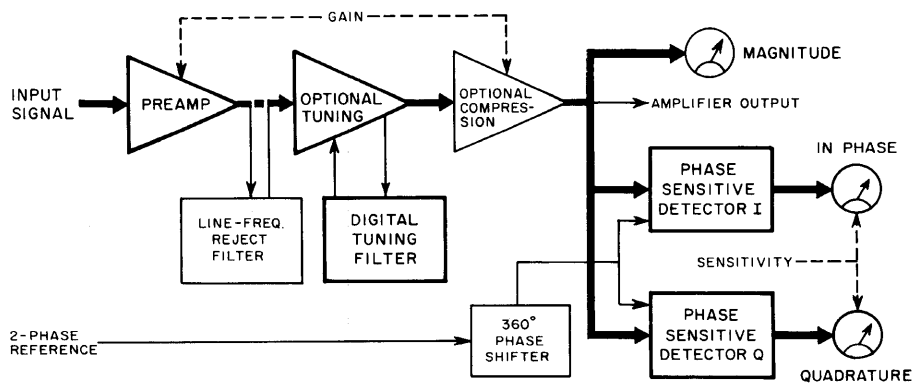 GAIN
MAGNITUDE
INPUT
SIGNAL
PREAMP
OPTIONAL
TUNING
OPTIONAL
COMPRES-
SION
AMPLIFIER OUTPUT
IN PHASE
PHASE
SENSITIVE
DETECTOR I
LINE-FREQ.
REJECT
FILTER
DIGITAL
TUNING
FILTER
SENSITIVITY
2-PHASE
REFERENCE
360°
PHASE
SHIFTER
PHASE
SENSITIVE
DETECTOR Q
QUADRATURE